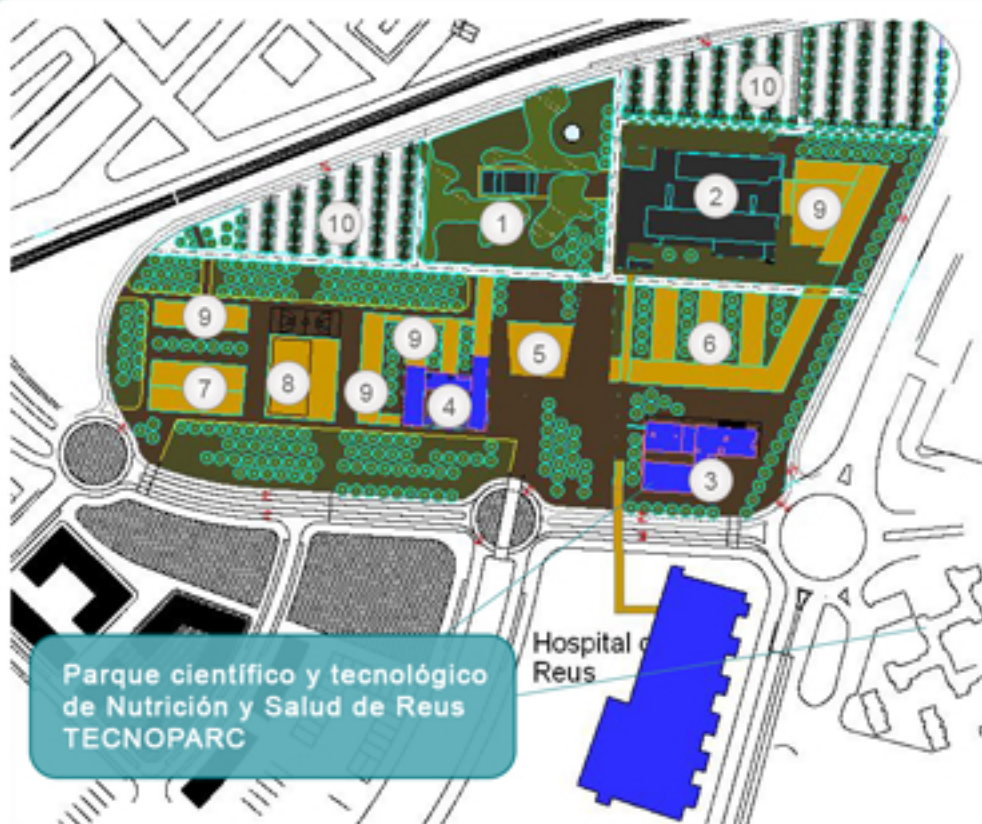 10
10
1
2
9
9
9
5
6
7
8
9
4
3
Hospital
Reus
Parque científico y tecnológico
de Nutrición y Salud de Reus
TECNOPARC